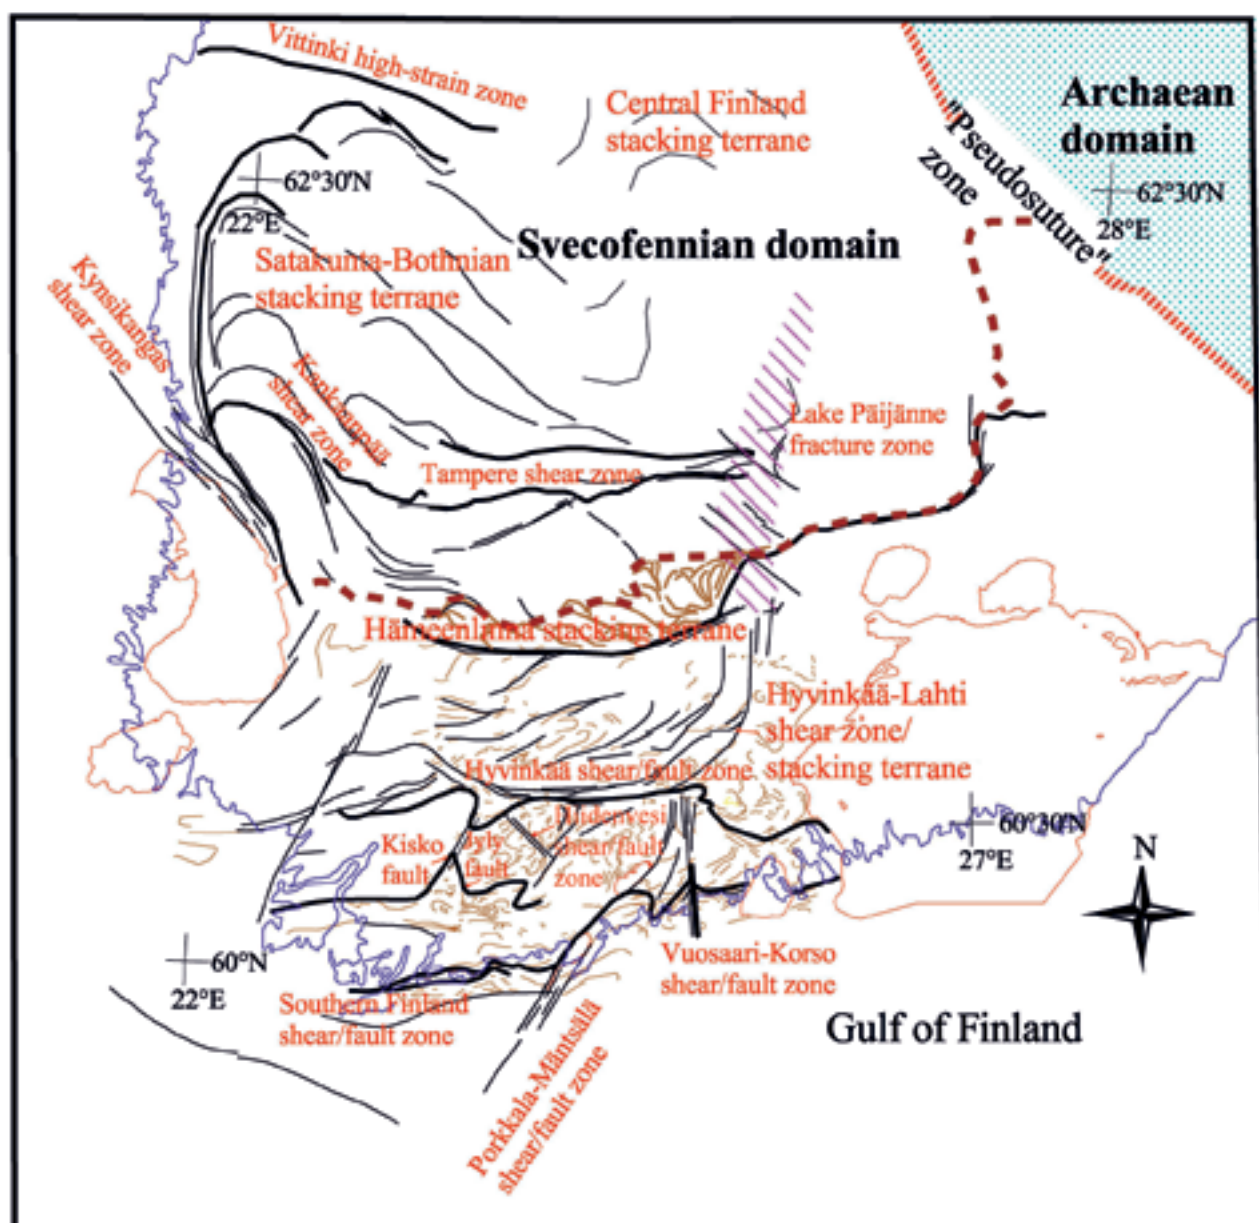 Vittinki high-strain zone
Central Finland
stacking terrane
Archaean
domain
"Pseudosuture"
zone
62°30'N
22°E
62°30'N
28°E
Svecofennian domain
Satakunta-Bothnian
stacking terrane
Kynsikangas
shear zone
Kankaanpää
shear zone
Lake Päijänne
fracture zone
Tampere shear zone
Hämeenlinna stacking terrane
Hyvinkää-Lahti
shear zone/
stacking terrane
Hyvinkää shear/fault zone
Kisko
fault
Jyly
fault
Hiidenvesi
shear/fault
zone
60°30'N
27°E
N
60°N
22°E
Vuosaari-Korso
shear/fault zone
Southern Finland
shear/fault zone
Porkkala-Mäntsälä
shear/fault zone
Gulf of Finland